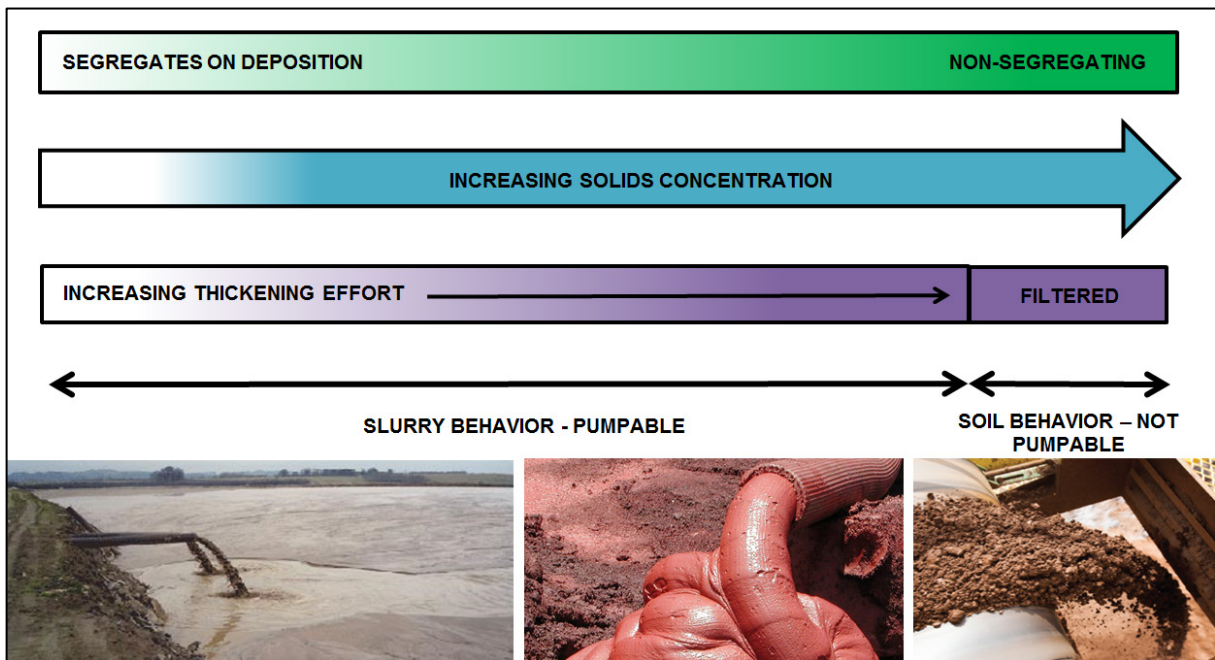 SEGREGATES ON DEPOSITION
NON-SEGREGATING
INCREASING SOLIDS CONCENTRATION
INCREASING THICKENING EFFORT
FILTERED
SLURRY BEHAVIOR - PUMPABLE
SOIL BEHAVIOR – NOT
PUMPABLE